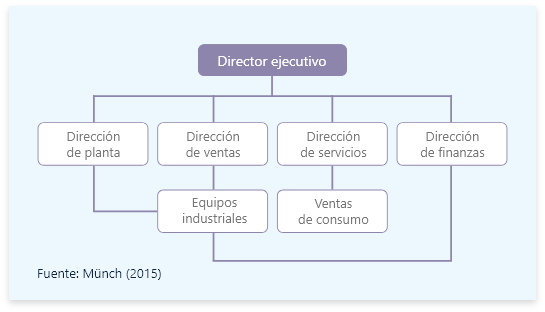 Director ejecutivo
Dirección
de planta
Dirección
de ventas
Dirección
de servicios
Dirección
de finanzas
Equipos
industriales
Ventas
de consumo
Fuente: Münch (2015)